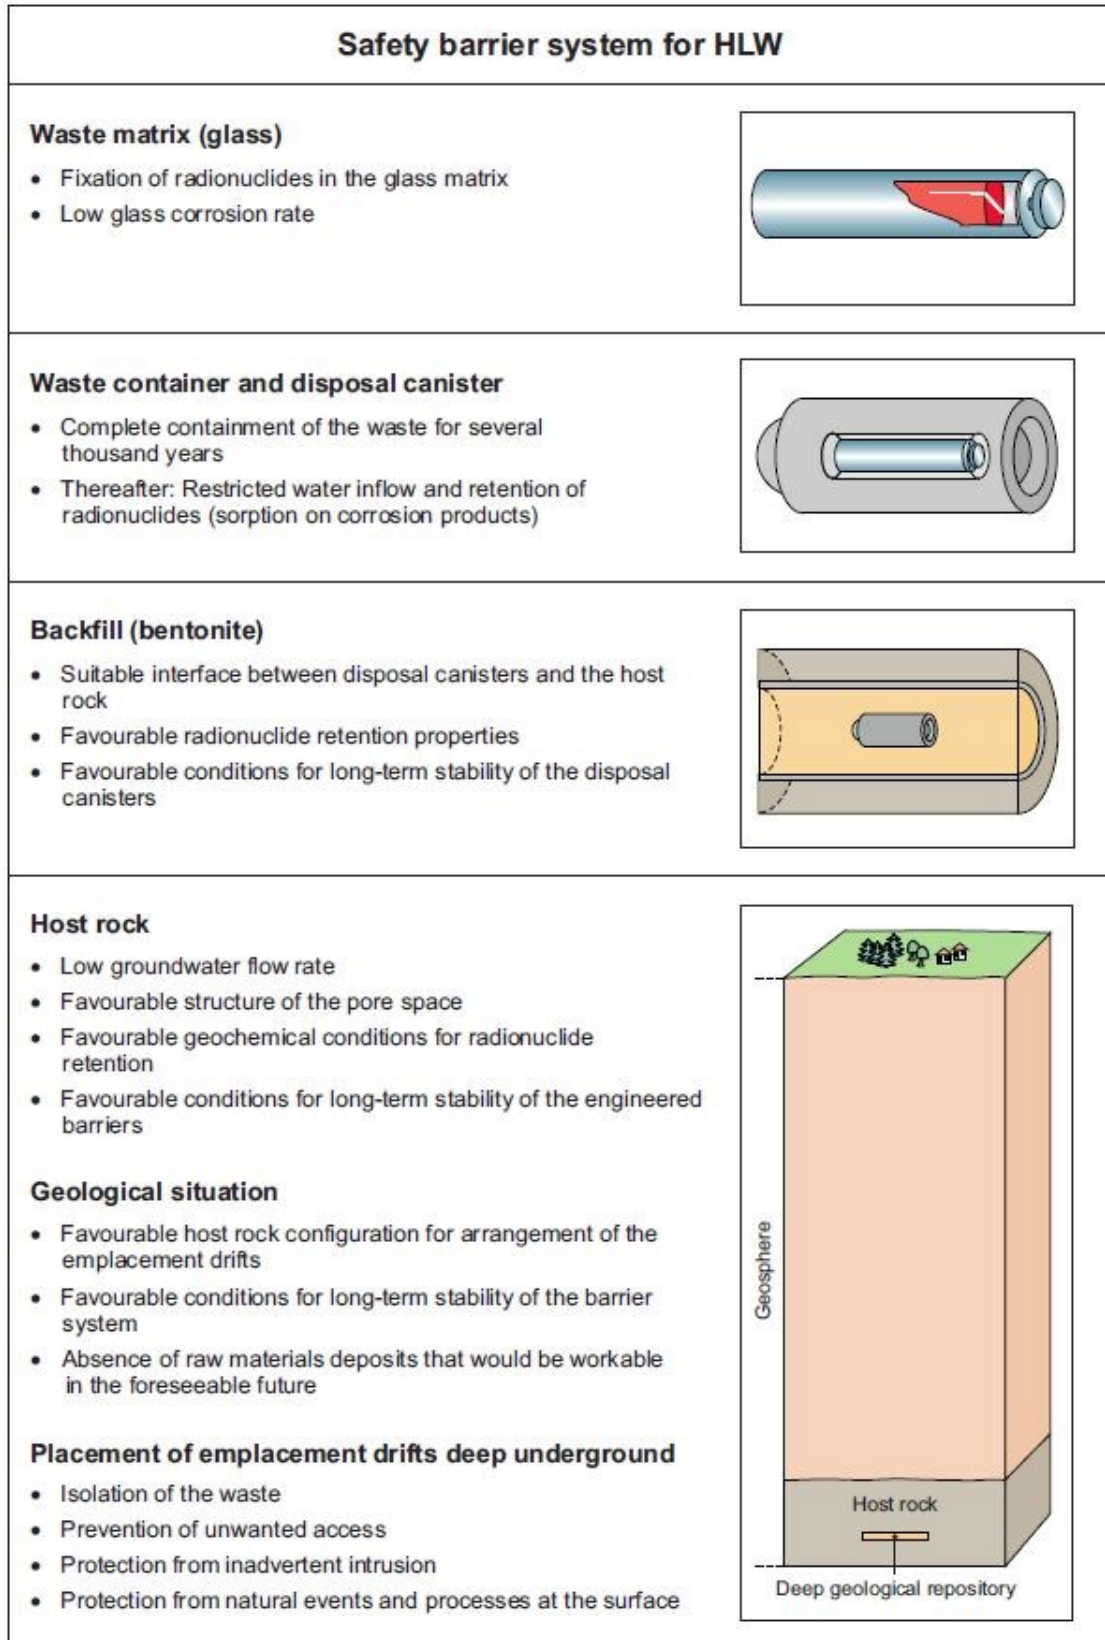 Safety barrier system for HLW
Waste matrix (glass)
• Fixation of radionuclides in the glass matrix
• Low glass corrosion rate
Waste container and disposal canister
• Complete containment of the waste for several
thousand years
• Thereafter: Restricted water inflow and retention of
radionuclides (sorption on corrosion products)
Backfill (bentonite)
• Suitable interface between disposal canisters and the host
rock
• Favourable radionuclide retention properties
• Favourable conditions for long-term stability of the disposal
canisters
Host rock
• Low groundwater flow rate
• Favourable structure of the pore space
• Favourable geochemical conditions for radionuclide
retention
• Favourable conditions for long-term stability of the engineered
barriers
Geological situation
• Favourable host rock configuration for arrangement of the
emplacement drifts
• Favourable conditions for long-term stability of the barrier
system
• Absence of raw materials deposits that would be workable
in the foreseeable future
Placement of emplacement drifts deep underground
• Isolation of the waste
• Prevention of unwanted access
• Protection from inadvertent intrusion
• Protection from natural events and processes at the surface
Geosphere
Host rock
Deep geological repository